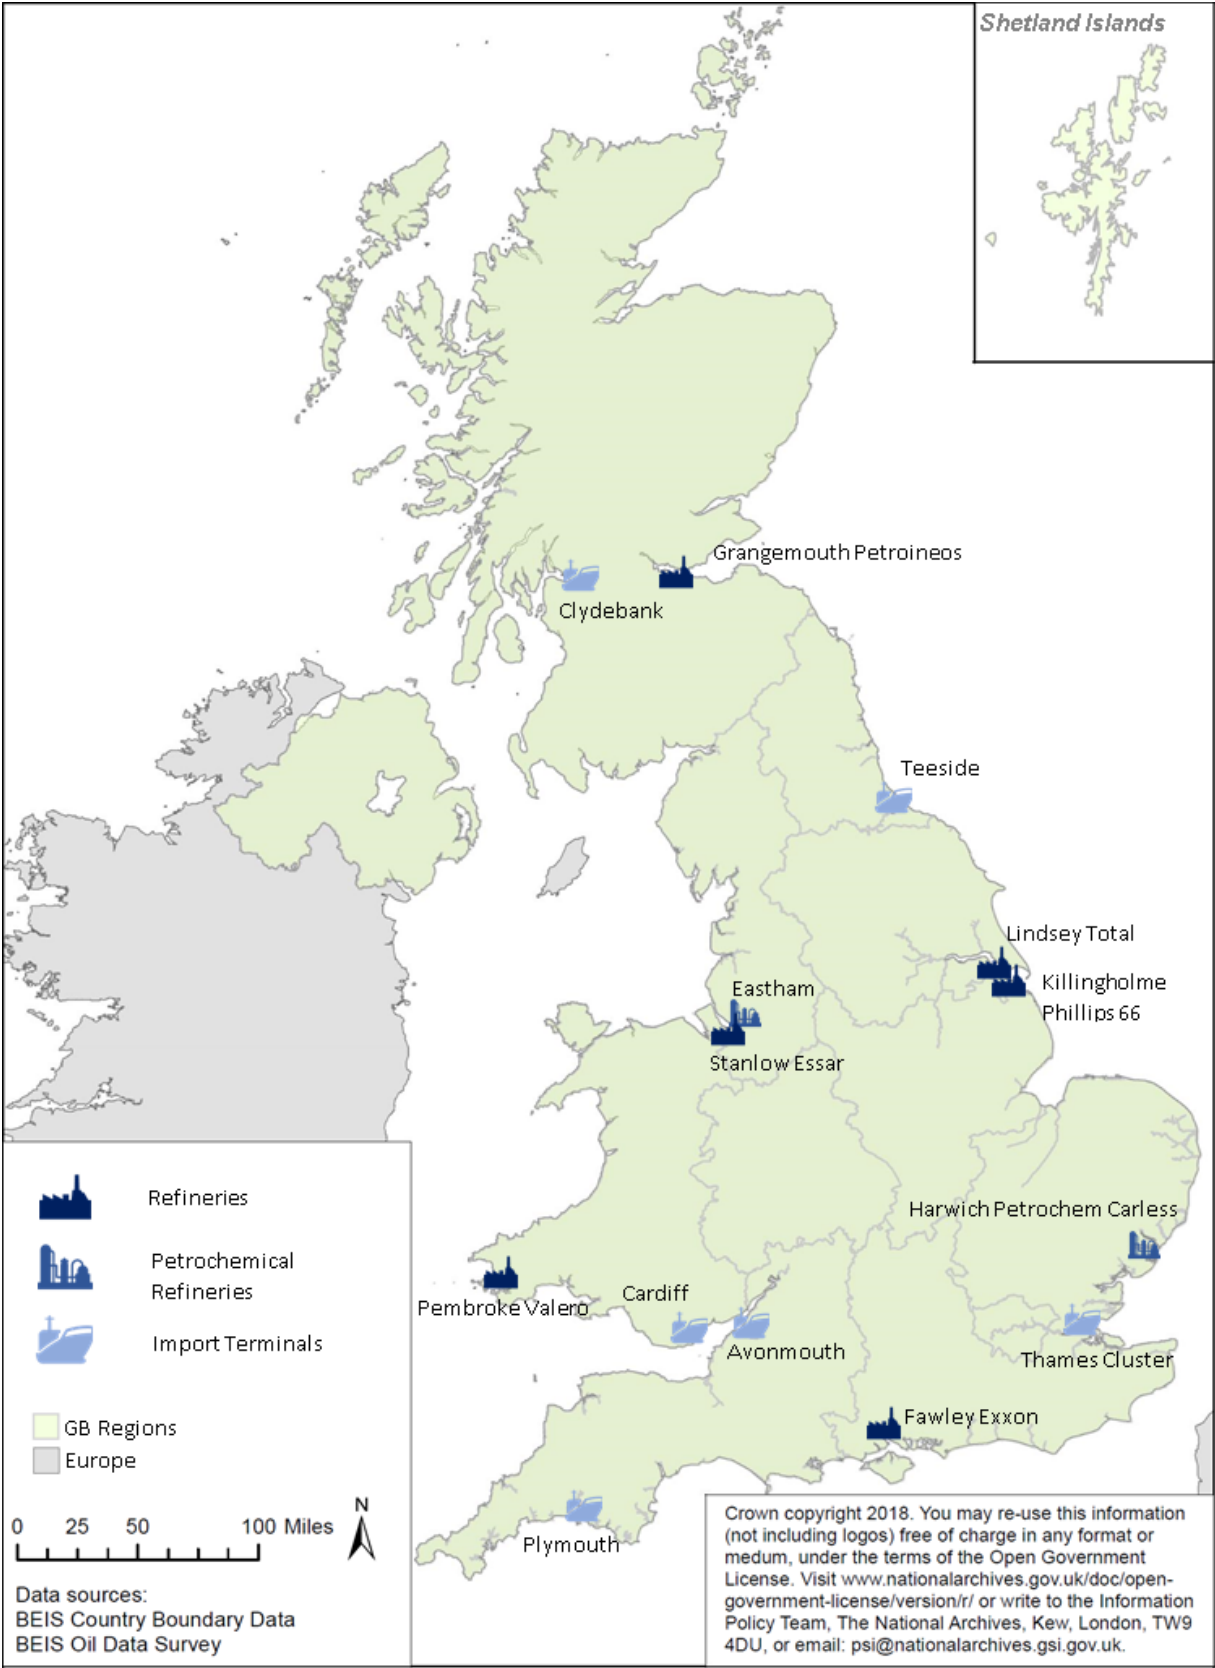 Shetland Islands
Grangemouth Petroineos
Clydebank
Teeside
Lindsey Total
Killingholme
Phillips 66
Eastham
Stanlow Essar
Harwich Petrochem Carless
Pembroke Valero
Cardiff
Avonmouth
Thames Cluster
Fawley Exxon
Plymouth
Refineries
Petrochemical
Refineries
Import Terminals
GB Regions
Europe
0 25 50 100 Miles
N
Data sources:
BEIS Country Boundary Data
BEIS Oil Data Survey
Crown copyright 2018. You may re-use this information
(not including logos) free of charge in any format or
medum, under the terms of the Open Government
License. Visit www.nationalarchives.gov.uk/doc/open-
government-license/version/r/ or write to the Information
Policy Team, The National Archives, Kew, London, TW9
4DU, or email: psi@nationalarchives.gsi.gov.uk.